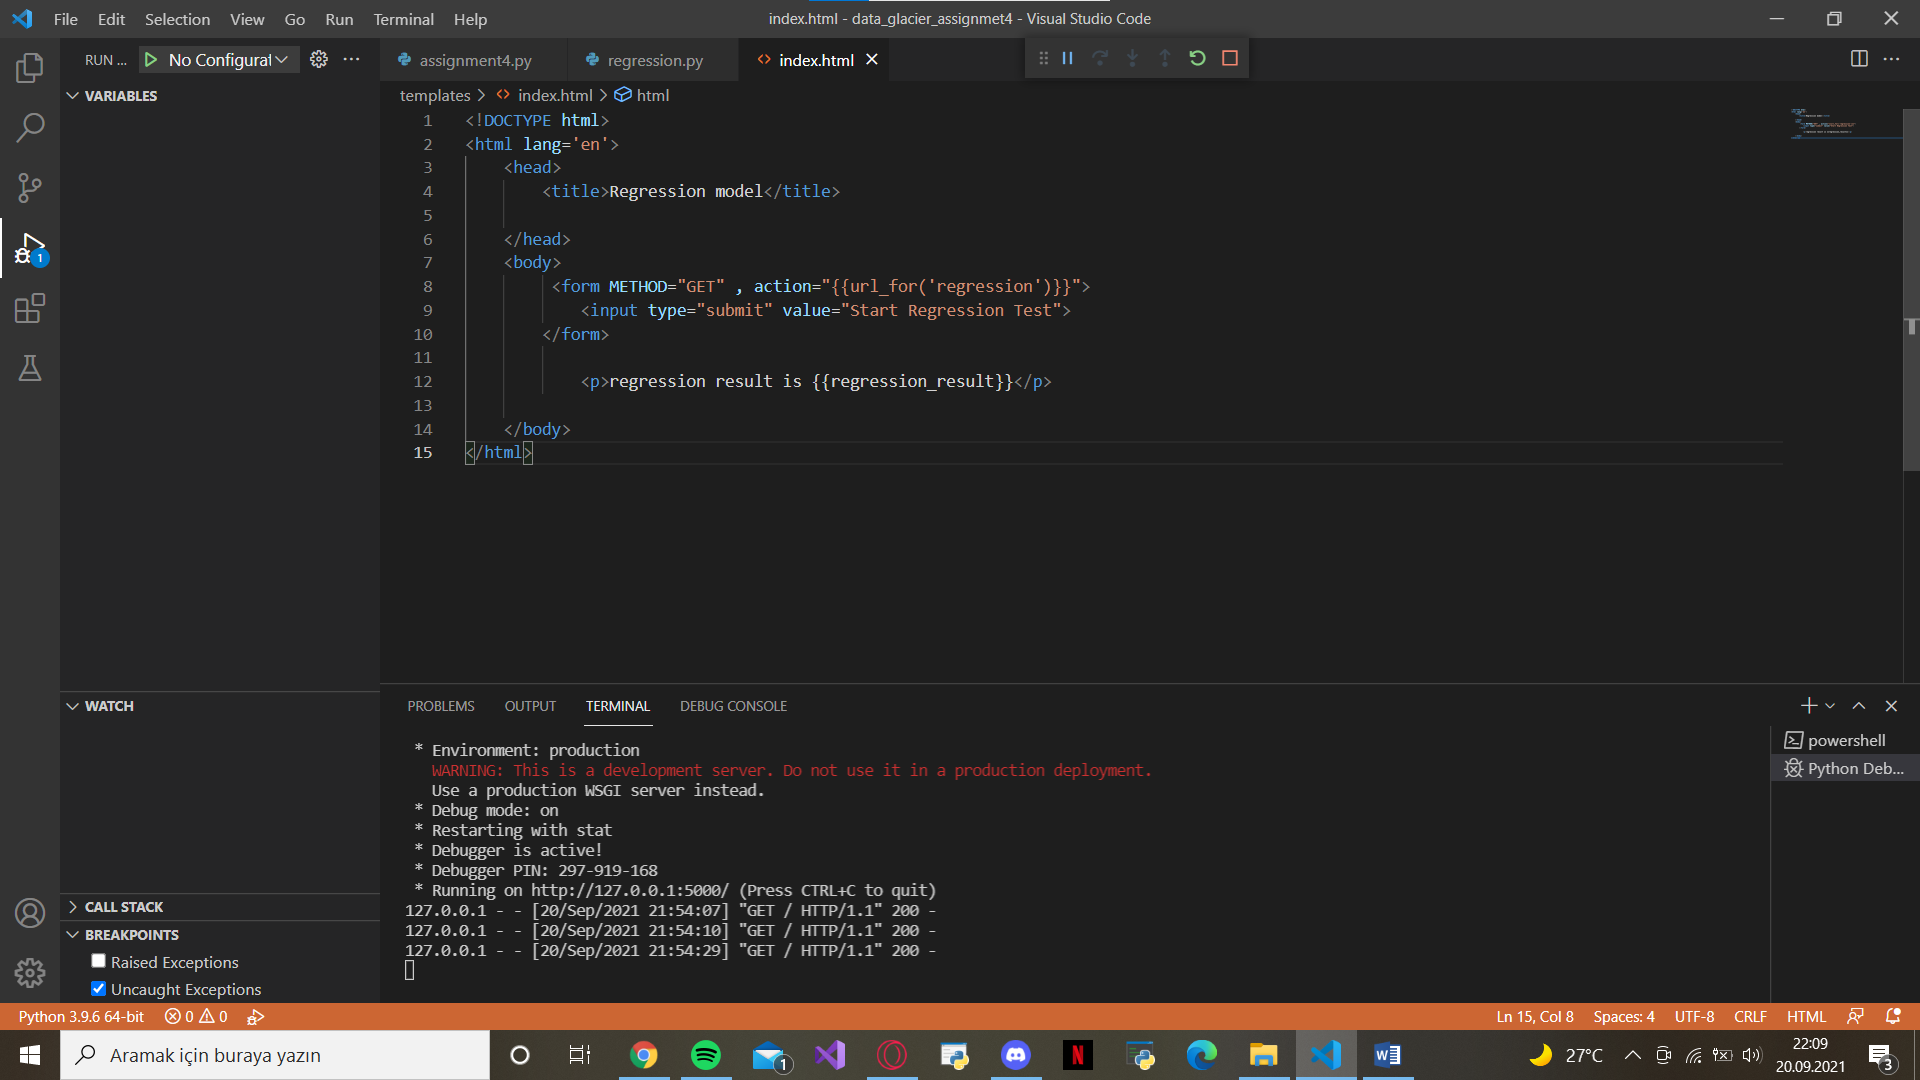 File Edit Selection View Go Run Terminal Help
index.html - data_glacier_assignmet4 - Visual Studio Code
RUN ... No Configurat
assignment4.py regression.py index.html
templates > index.html > html
VARIABLES
1 <!DOCTYPE html>
2 <html lang='en'>
3 <head>
4 <title>Regression model</title>
5
6 </head>
7 <body>
8 <form METHOD="GET" , action="{{url_for('regression')}}">
9 <input type="submit" value="Start Regression Test">
10 </form>
11
12 <p>regression result is {{regression_result}}</p>
13
14 </body>
15 </html>
WATCH
CALL STACK
BREAKPOINTS
Raised Exceptions
Uncaught Exceptions
PROBLEMS OUTPUT TERMINAL DEBUG CONSOLE
* Environment: production
WARNING: This is a development server. Do not use it in a production deployment.
Use a production WSGI server instead.
* Debug mode: on
* Restarting with stat
* Debugger is active!
* Debugger PIN: 297-919-168
* Running on http://127.0.0.1:5000/ (Press CTRL+C to quit)
127.0.0.1 - - [20/Sep/2021 21:54:07] "GET / HTTP/1.1" 200 -
127.0.0.1 - - [20/Sep/2021 21:54:10] "GET / HTTP/1.1" 200 -
127.0.0.1 - - [20/Sep/2021 21:54:29] "GET / HTTP/1.1" 200 -
powershell
Python Deb...
1
Python 3.9.6 64-bit 0 0
Ln 15, Col 8 Spaces: 4 UTF-8 CRLF HTML
Aramak için buraya yazın
1
27°C
22:09
20.09.2021
3